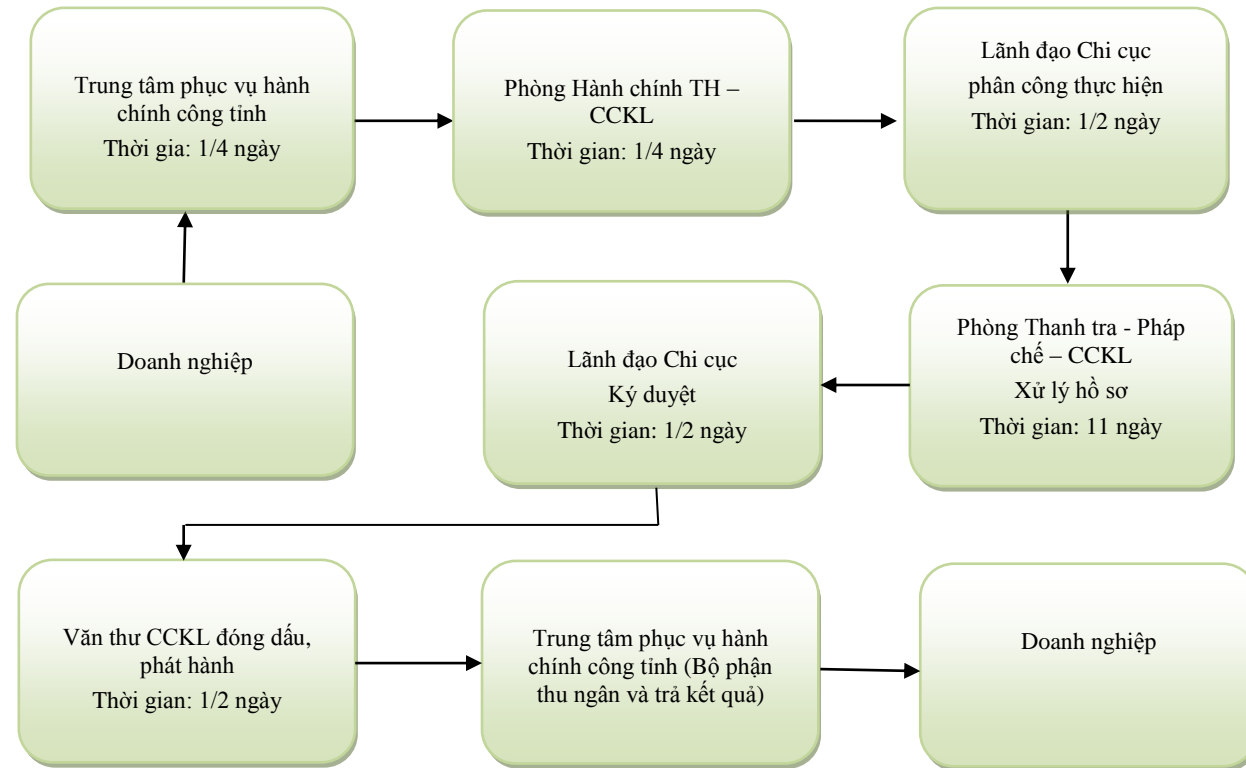 Trung tâm phục vụ hành
chính công tỉnh
Thời gia: 1/4 ngày
Phòng Hành chính TH –
CCKL
Thời gian: 1/4 ngày
Lãnh đạo Chi cục
phân công thực hiện
Thời gian: 1/2 ngày
Doanh nghiệp
Lãnh đạo Chi cục
Ký duyệt
Thời gian: 1/2 ngày
Phòng Thanh tra - Pháp
chế – CCKL
Xử lý hồ sơ
Thời gian: 11 ngày
Văn thư CCKL đóng dấu,
phát hành
Thời gian: 1/2 ngày
Trung tâm phục vụ hành
chính công tỉnh (Bộ phận
thu ngân và trả kết quả)
Doanh nghiệp